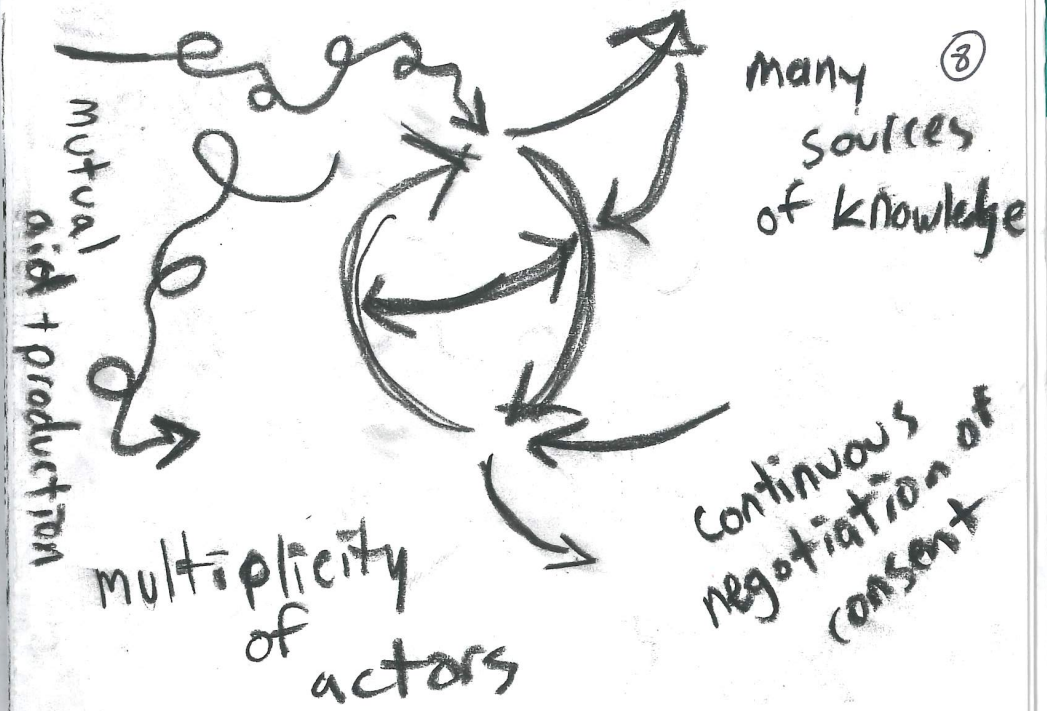 8
many
sources
of knowledge
mutual
aid + production
continuous
negotiation of
consent
multiplicity
of
actors